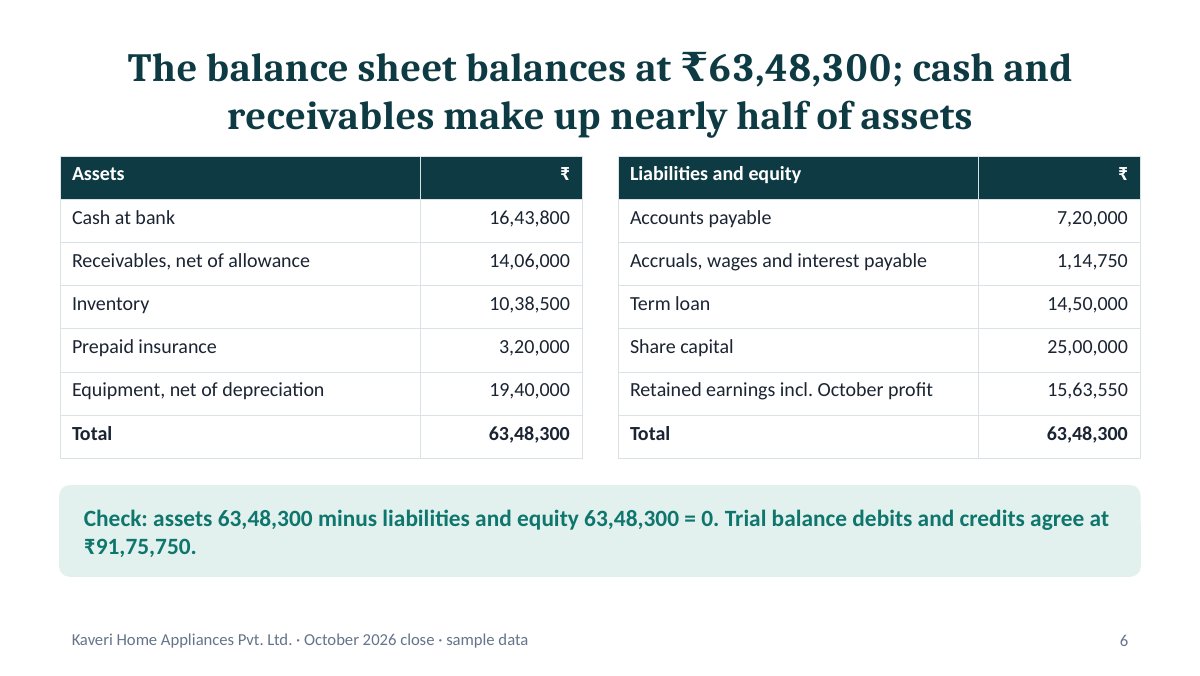 The balance sheet balances at ₹63,48,300; cash and
receivables make up nearly half of assets
Assets ₹
Cash at bank 16,43,800
Receivables, net of allowance 14,06,000
Inventory 10,38,500
Prepaid insurance 3,20,000
Equipment, net of depreciation 19,40,000
Total 63,48,300
Liabilities and equity ₹
Accounts payable 7,20,000
Accruals, wages and interest payable 1,14,750
Term loan 14,50,000
Share capital 25,00,000
Retained earnings incl. October profit 15,63,550
Total 63,48,300
Check: assets 63,48,300 minus liabilities and equity 63,48,300 = 0. Trial balance debits and credits agree at
₹91,75,750.
Kaveri Home Appliances Pvt. Ltd. · October 2026 close · sample data 6